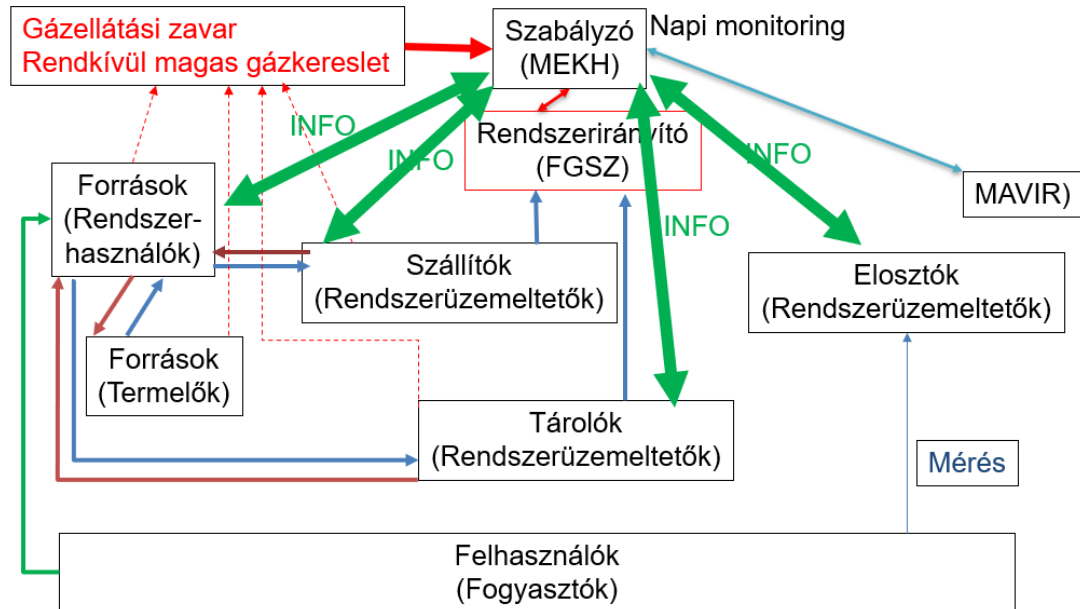 Gázellátási zavar
Rendkívül magas gázkereslet
Szabályzó
(MEKH)
Napi monitoring
INFO
INFO
Rendszerirányító
(FGSZ)
INFO
MAVIR)
Források
(Rendszer-
használók)
INFO
Szállítók
(Rendszerüzemeltetők)
Elosztók
(Rendszerüzemeltetők)
Források
(Termelők)
Tárolók
(Rendszerüzemeltetők)
Mérés
Felhasználók
(Fogyasztók)